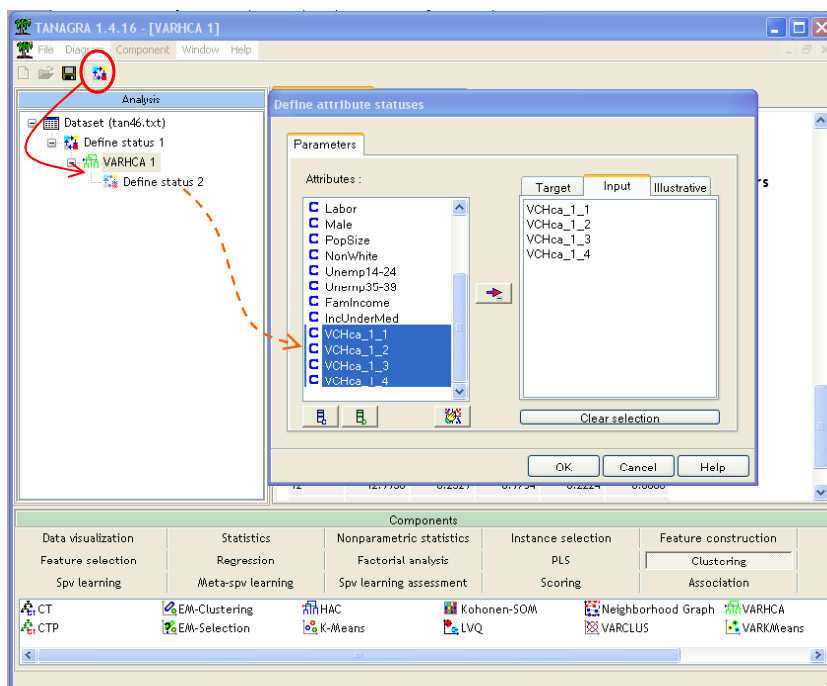 TANAGRA 1.4.16 - [VARHCA 1]
File Diagram Component Window Help
Analysis
Dataset (tan46.txt)
Define status 1
VARHCA 1
Define status 2
Define attribute statuses
Parameters
Attributes :
Labor
Male
PopSize
NonWhite
Unemp14-24
Unemp35-39
FamIncome
IncUnderMed
VCHca_1_1
VCHca_1_2
VCHca_1_3
VCHca_1_4
Target Input Illustrative
VCHca_1_1
VCHca_1_2
VCHca_1_3
VCHca_1_4
Clear selection
OK Cancel Help
Components
Data visualization Statistics Nonparametric statistics Instance selection Feature construction
Feature selection Regression Factorial analysis PLS Clustering
Spv learning Meta-spv learning Spv learning assessment Scoring Association
CT EM-Clustering HAC Kohonen-SOM Neighborhood Graph VARHCA
CTP EM-Selection K-Means LVQ VARCLUS VARKMeans